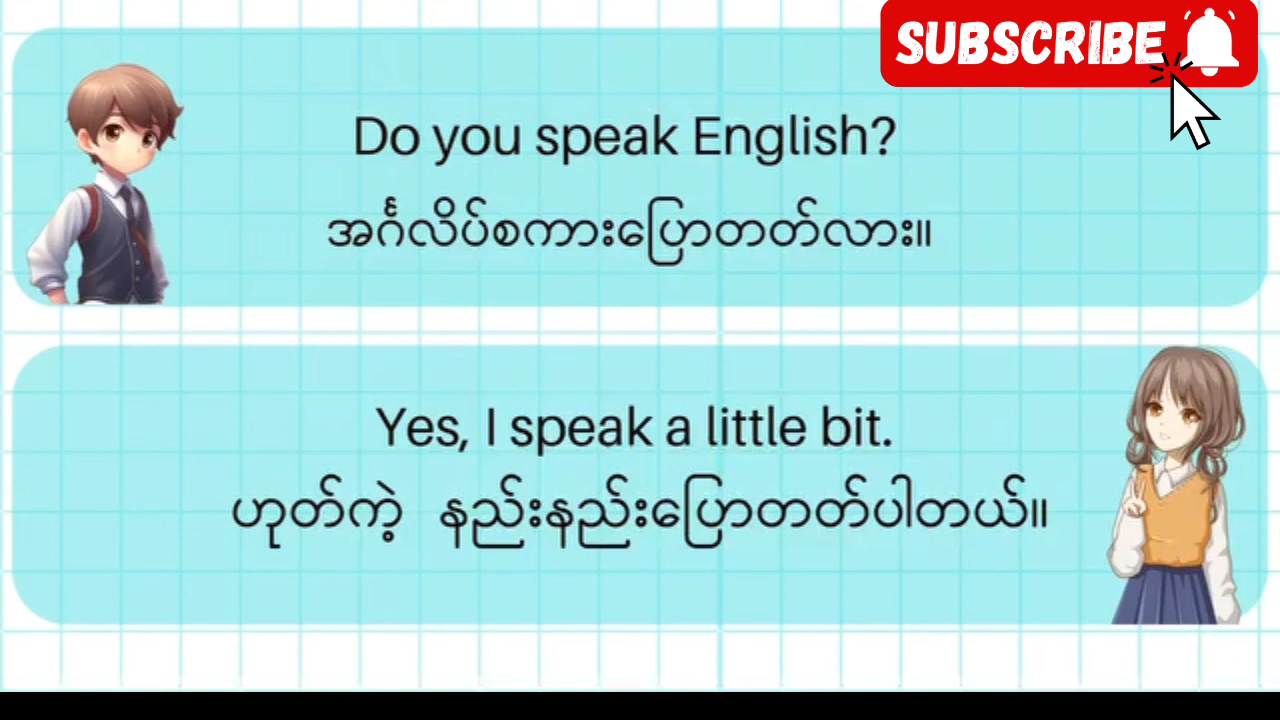 SUBSCRIBE
Do you speak English?
အင်္ဂလိပ်စကားပြောတတ်လား။
Yes, I speak a little bit.
ဟုတ်ကဲ့ နည်းနည်းပြောတတ်ပါတယ်။